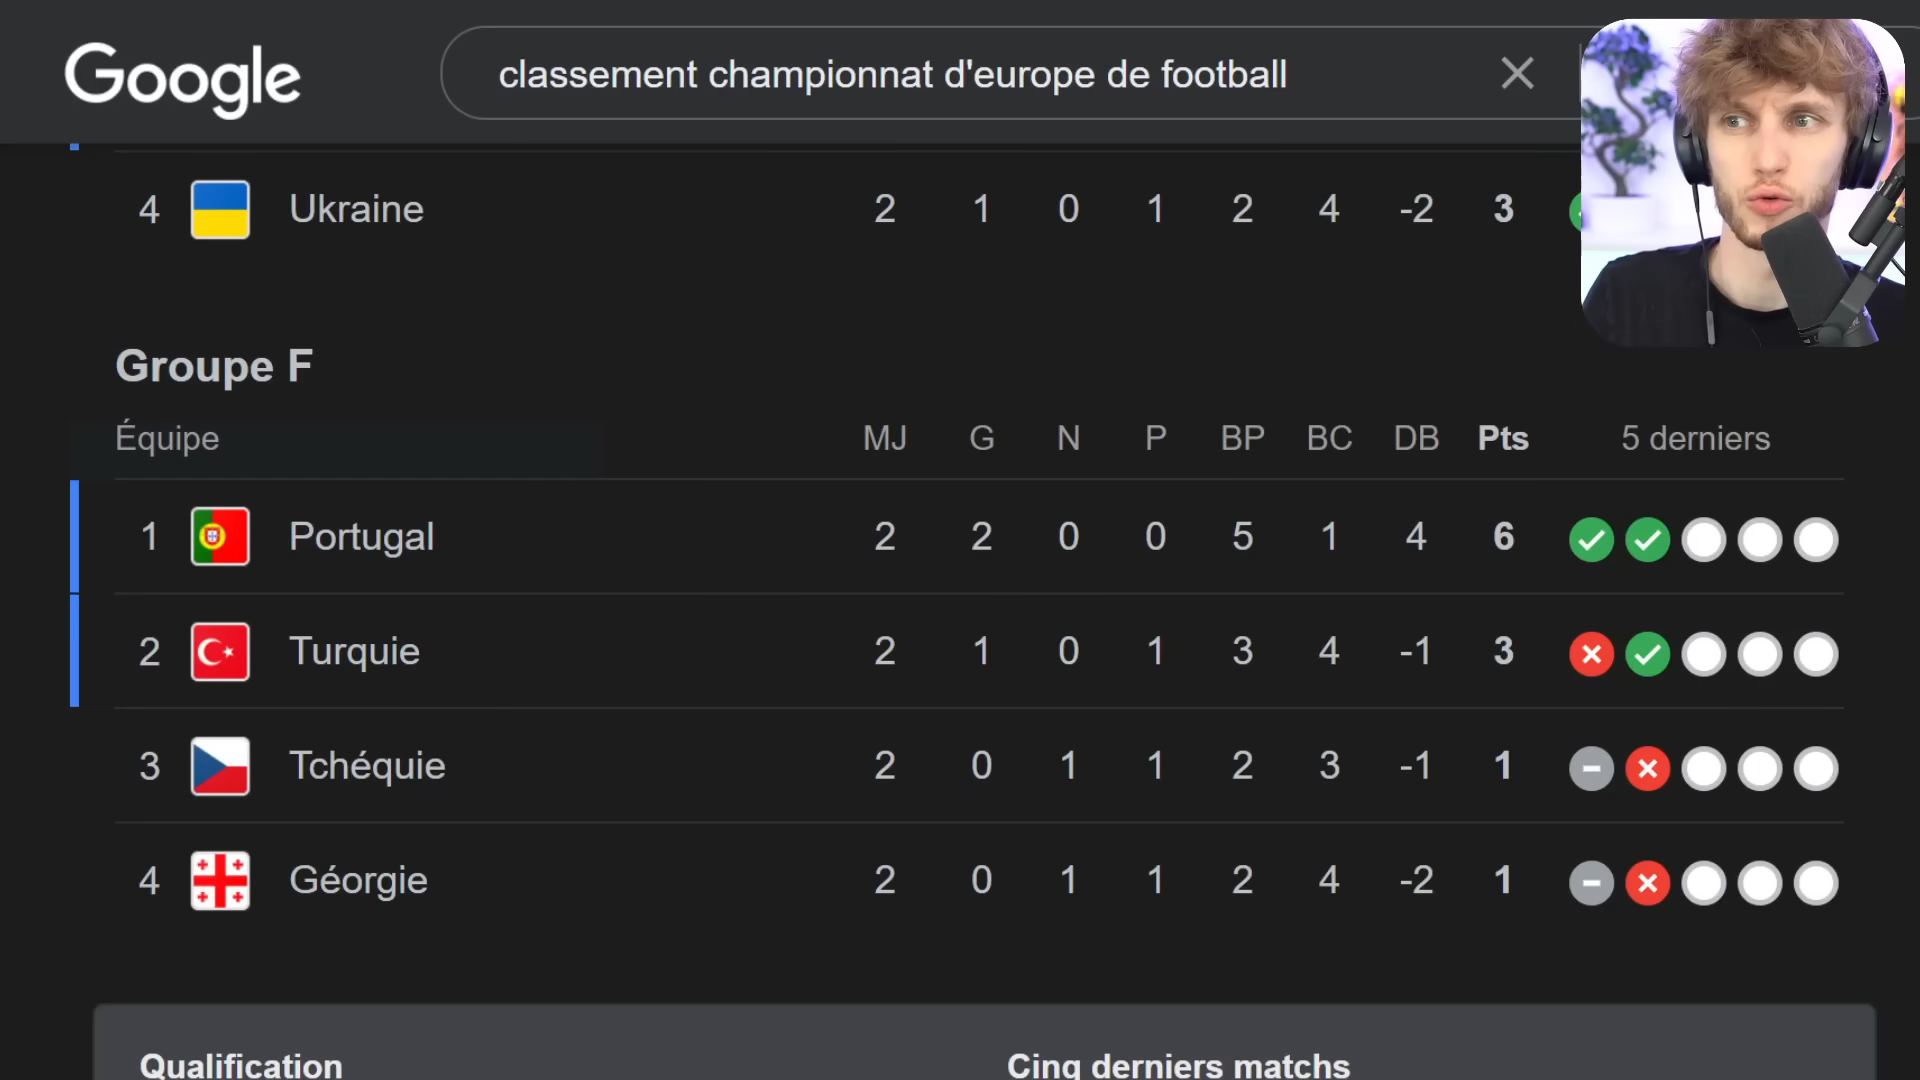 Google classement championnat d'europe de football
4 Ukraine 2 1 0 1 2 4 -2 3
Groupe F
Équipe MJ G N P BP BC DB Pts 5 derniers
1 Portugal 2 2 0 0 5 1 4 6
2 Turquie 2 1 0 1 3 4 -1 3
3 Tchéquie 2 0 1 1 2 3 -1 1
4 Géorgie 2 0 1 1 2 4 -2 1
Qualification Cinq derniers matchs